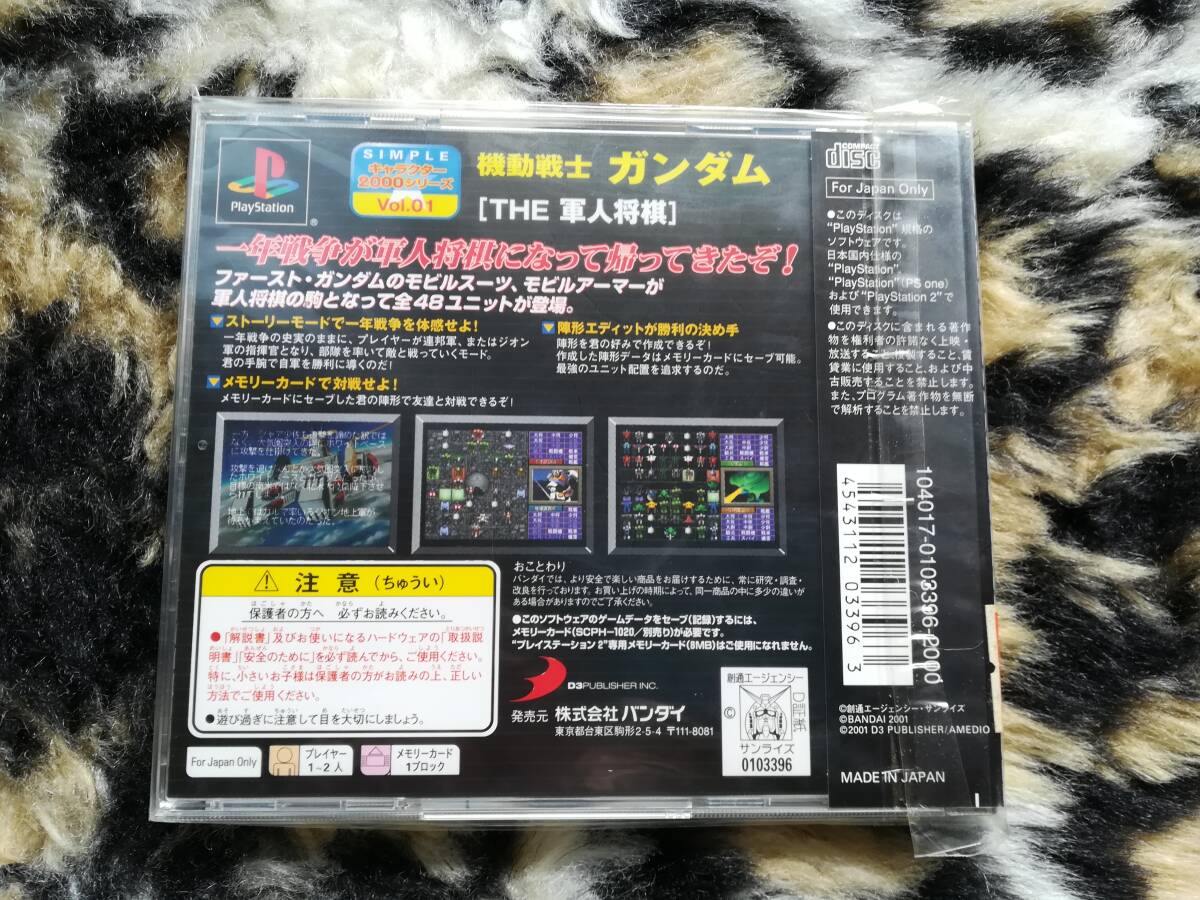 PlayStation
®
SIMPLE
キャラクター
2000シリーズ
Vol.01
機動戦士 ガンダム
[THE 軍人将棋]
一年戦争が軍人将棋になって帰ってきたぞ!
ファースト・ガンダムのモビルスーツ、モビルアーマーが
軍人将棋の駒となって全48ユニットが登場。
ストーリーモードで一年戦争を体感せよ!
一年戦争の史実のままに、プレイヤーが連邦軍、またはジオン
軍の指揮官となり、部隊を率いて敵と戦っていくモード。
君の手腕で自軍を勝利に導くのだ!
メモリーカードで対戦せよ!
メモリーカードにセーブした君の陣形で友達と対戦できるぞ!
陣形エディットが勝利の決め手
陣形を君の好みで作成できるぞ!
作成した陣形データはメモリーカードにセーブ可能。
最強のユニット配置を追求するのだ。
注意(ちゅうい)
保護者の方へ 必ずお読みください。
●「解説書」及びお使いになるハードウェアの「取扱説
明書」「安全のために」を必ず読んでから、ご使用ください。
特に、小さいお子様は保護者の方がお読みの上、正しい
方法でご使用ください。
●遊び過ぎに注意して目を大切にしましょう。
For Japan Only
プレイヤー
1~2人
メモリーカード
1ブロック
おことわり
バンダイでは、より安全で楽しい商品をお届けするために、常に研究・調査・
改良を行っております。お買い上げの時期によって、同一商品の中に多少の違いが
ある場合がありますのでご了承ください。
●このソフトウェアのゲームデータをセーブ(記録)するには、
メモリーカード(SCPH-1020/別売り)が必要です。
"プレイステーション 2"専用メモリーカード(8MB)はご使用になれません。
D3PUBLISHER INC.
発売元 株式会社 バンダイ
東京都台東区駒形2-5-4 〒111-8081
創通エージェンシー
©
D証紙
サンライズ
0103396
COMPACT
disc
For Japan Only
●このディスクは
"PlayStation" 規格の
ソフトウェアです。
日本国内仕様の
"PlayStation"
"PlayStation"(PS one)
および"PlayStation 2"で
使用できます。
●このディスクに含まれる著作
物を権利者の許諾なく上映・
放送すること、複製すること、賃
貸業に使用すること、および中
古販売することを禁止します。
また、プログラム著作物を無断
で解析することを禁止します。
4543112 03396 3
104017-0103396-2000
©創通エージェンシー・サンライズ
©BANDAI 2001
©2001 D3 PUBLISHER/AMEDIO
MADE IN JAPAN